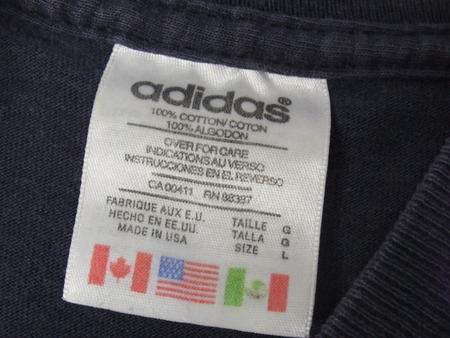 adidas®
100% COTTON/COTON
100% ALGODON
OVER FOR CARE
INDICATIONS AU VERSO
INSTRUCCIONES EN EL REVERSO
CA 00411 RN 88387
FABRIQUE AUX E.U. TAILLE G
HECHO EN EE.UU. TALLA G
MADE IN USA SIZE L